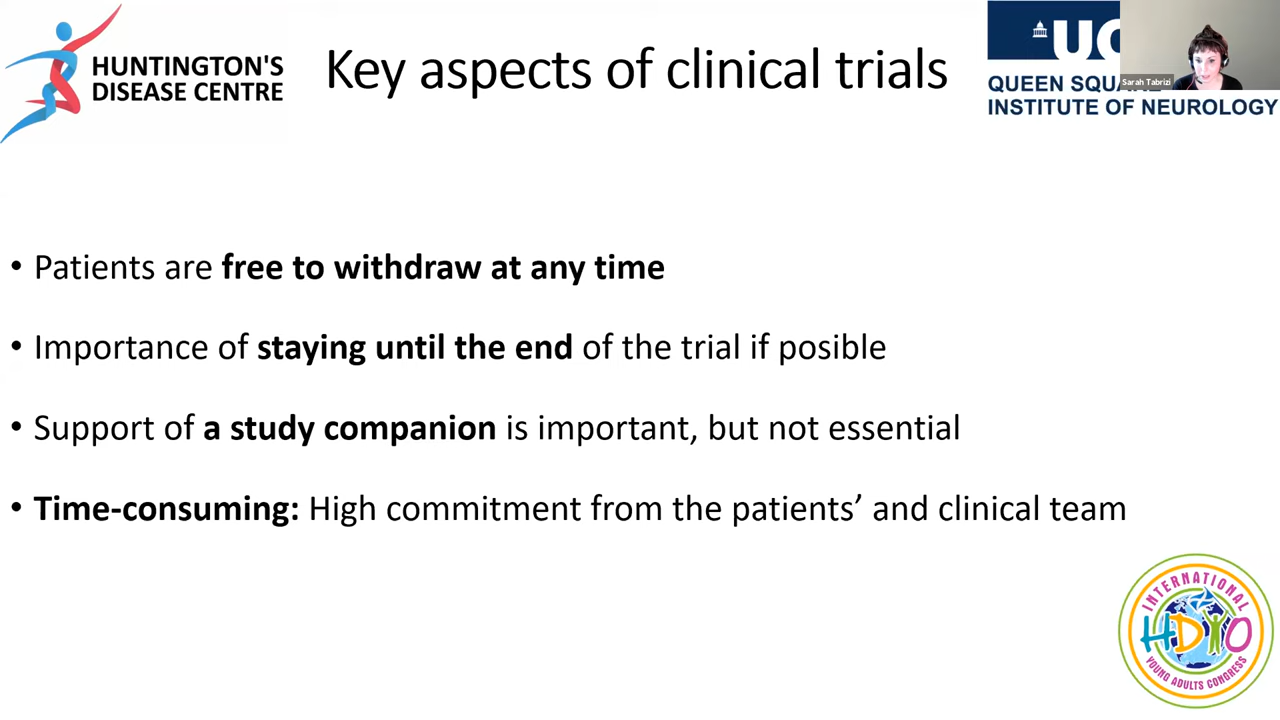 HUNTINGTON'S
DISEASE CENTRE
Key aspects of clinical trials
UC
QUEEN SQUARE
INSTITUTE OF NEUROLOGY
Sarah Tabrizi
• Patients are free to withdraw at any time
• Importance of staying until the end of the trial if posible
• Support of a study companion is important, but not essential
• Time-consuming: High commitment from the patients’ and clinical team
INTERNATIONAL
HDYO
YOUNG ADULTS CONGRESS